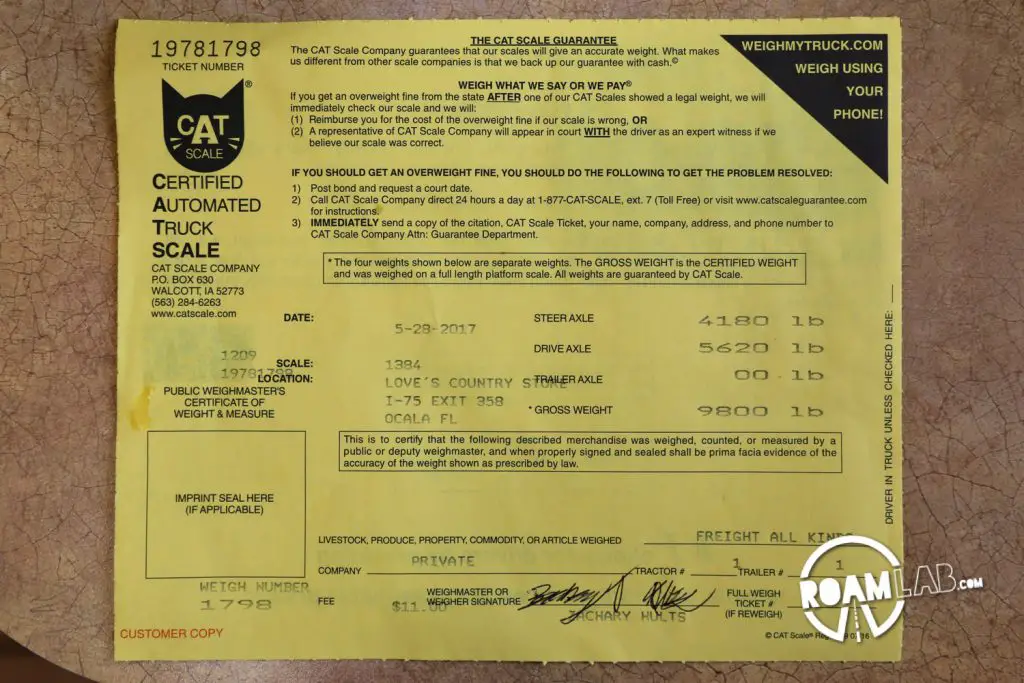 19781798
TICKET NUMBER
CAT
SCALE
®
CERTIFIED
AUTOMATED
TRUCK
SCALE
CAT SCALE COMPANY
P.O. BOX 630
WALCOTT, IA 52773
(563) 284-6263
www.catscale.com
THE CAT SCALE GUARANTEE
The CAT Scale Company guarantees that our scales will give an accurate weight. What makes
us different from other scale companies is that we back up our guarantee with cash.©
WEIGH WHAT WE SAY OR WE PAY®
If you get an overweight fine from the state AFTER one of our CAT Scales showed a legal weight, we will
immediately check our scale and we will:
(1) Reimburse you for the cost of the overweight fine if our scale is wrong, OR
(2) A representative of CAT Scale Company will appear in court WITH the driver as an expert witness if we
believe our scale was correct.
WEIGHMYTRUCK.COM
WEIGH USING
YOUR
PHONE!
IF YOU SHOULD GET AN OVERWEIGHT FINE, YOU SHOULD DO THE FOLLOWING TO GET THE PROBLEM RESOLVED:
1) Post bond and request a court date.
2) Call CAT Scale Company direct 24 hours a day at 1-877-CAT-SCALE, ext. 7 (Toll Free) or visit www.catscaleguarantee.com
for instructions.
3) IMMEDIATELY send a copy of the citation, CAT Scale Ticket, your name, company, address, and phone number to
CAT Scale Company Attn: Guarantee Department.
* The four weights shown below are separate weights. The GROSS WEIGHT is the CERTIFIED WEIGHT
and was weighed on a full length platform scale. All weights are guaranteed by CAT Scale.
DATE: 5-28-2017
1209
19781798
SCALE: 1384
LOCATION: LOVE'S COUNTRY STORE
I-75 EXIT 358
OCALA FL
STEER AXLE 4180 lb
DRIVE AXLE 5620 lb
TRAILER AXLE 00 lb
* GROSS WEIGHT 9800 lb
DRIVER IN TRUCK UNLESS CHECKED HERE:
PUBLIC WEIGHMASTER'S
CERTIFICATE OF
WEIGHT & MEASURE
This is to certify that the following described merchandise was weighed, counted, or measured by a
public or deputy weighmaster, and when properly signed and sealed shall be prima facia evidence of the
accuracy of the weight shown as prescribed by law.
IMPRINT SEAL HERE
(IF APPLICABLE)
LIVESTOCK, PRODUCE, PROPERTY, COMMODITY, OR ARTICLE WEIGHED FREIGHT ALL KINDS
COMPANY PRIVATE TRACTOR # 1 TRAILER # 1
WEIGH NUMBER
1798
FEE $11.00
WEIGHMASTER OR
WEIGHER SIGNATURE
ZACHARY HULTS
FULL WEIGH
TICKET #
(IF REWEIGH)
CUSTOMER COPY
© CAT Scale®
ROAMLAB.COM